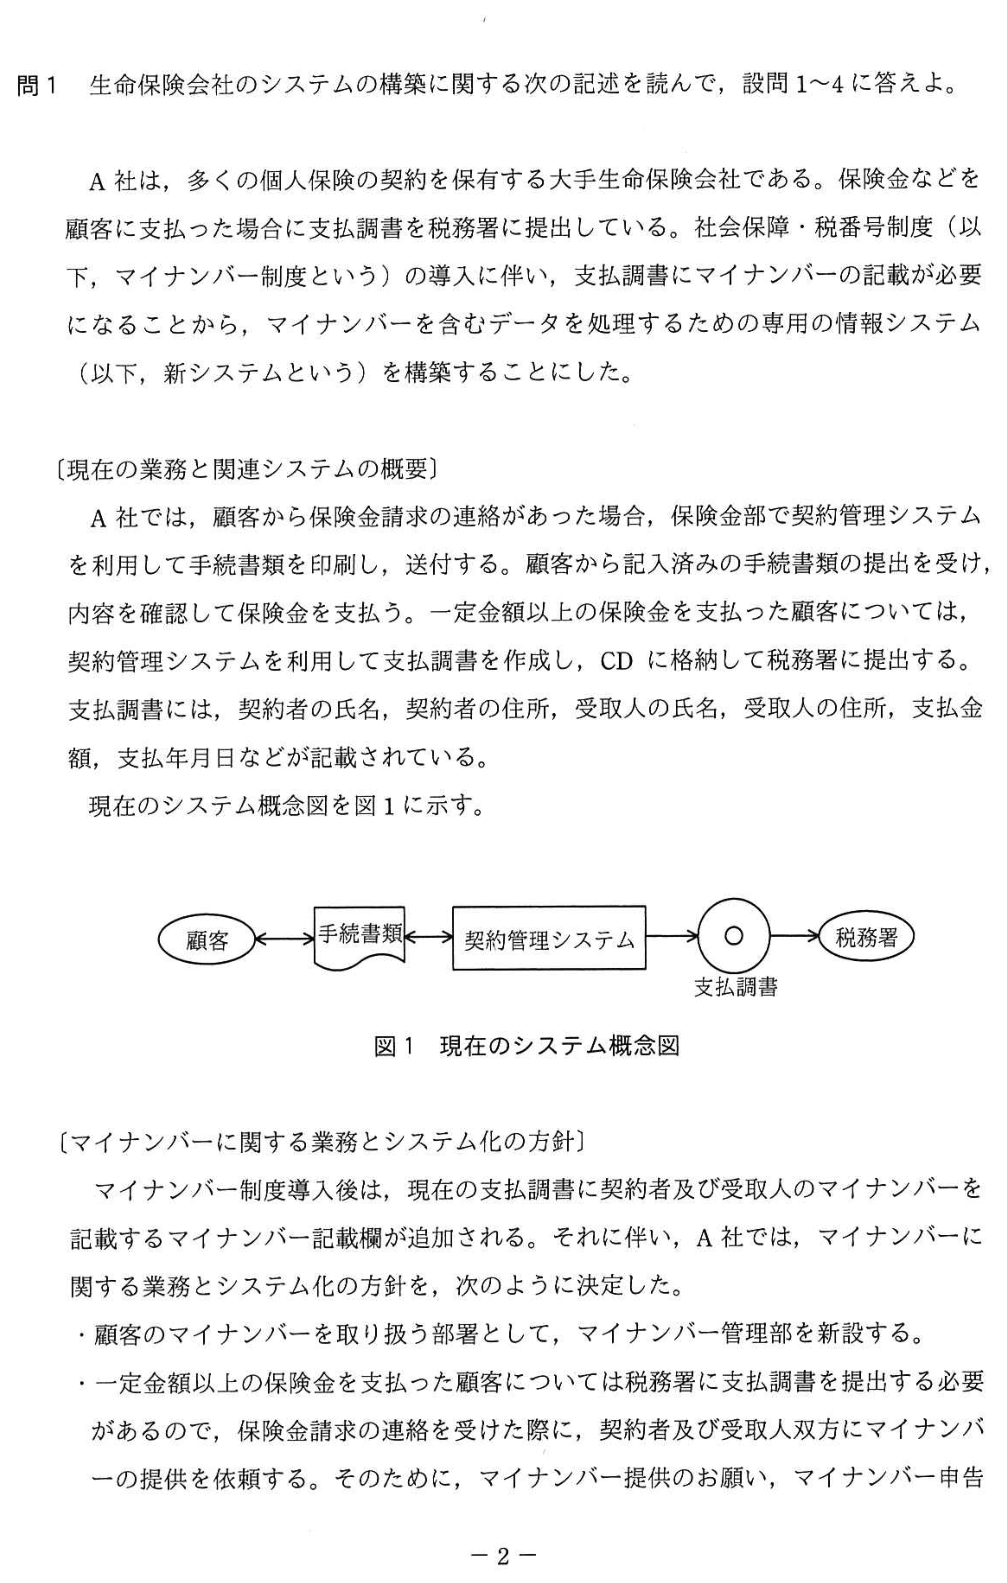 問1 生命保険会社のシステムの構築に関する次の記述を読んで，設問1～4に答えよ。
A社は，多くの個人保険の契約を保有する大手生命保険会社である。保険金などを
顧客に支払った場合に支払調書を税務署に提出している。社会保障・税番号制度（以
下，マイナンバー制度という）の導入に伴い，支払調書にマイナンバーの記載が必要
になることから，マイナンバーを含むデータを処理するための専用の情報システム
（以下，新システムという）を構築することにした。
〔現在の業務と関連システムの概要〕
A社では，顧客から保険金請求の連絡があった場合，保険金部で契約管理システム
を利用して手続書類を印刷し，送付する。顧客から記入済みの手続書類の提出を受け，
内容を確認して保険金を支払う。一定金額以上の保険金を支払った顧客については，
契約管理システムを利用して支払調書を作成し，CDに格納して税務署に提出する。
支払調書には，契約者の氏名，契約者の住所，受取人の氏名，受取人の住所，支払金
額，支払年月日などが記載されている。
現在のシステム概念図を図1に示す。
顧客 手続書類 契約管理システム 税務署
支払調書
図1 現在のシステム概念図
〔マイナンバーに関する業務とシステム化の方針〕
マイナンバー制度導入後は，現在の支払調書に契約者及び受取人のマイナンバーを
記載するマイナンバー記載欄が追加される。それに伴い，A社では，マイナンバーに
関する業務とシステム化の方針を，次のように決定した。
・顧客のマイナンバーを取り扱う部署として，マイナンバー管理部を新設する。
・一定金額以上の保険金を支払った顧客については税務署に支払調書を提出する必要
があるので，保険金請求の連絡を受けた際に，契約者及び受取人双方にマイナンバ
ーの提供を依頼する。そのために，マイナンバー提供のお願い，マイナンバー申告
－2－